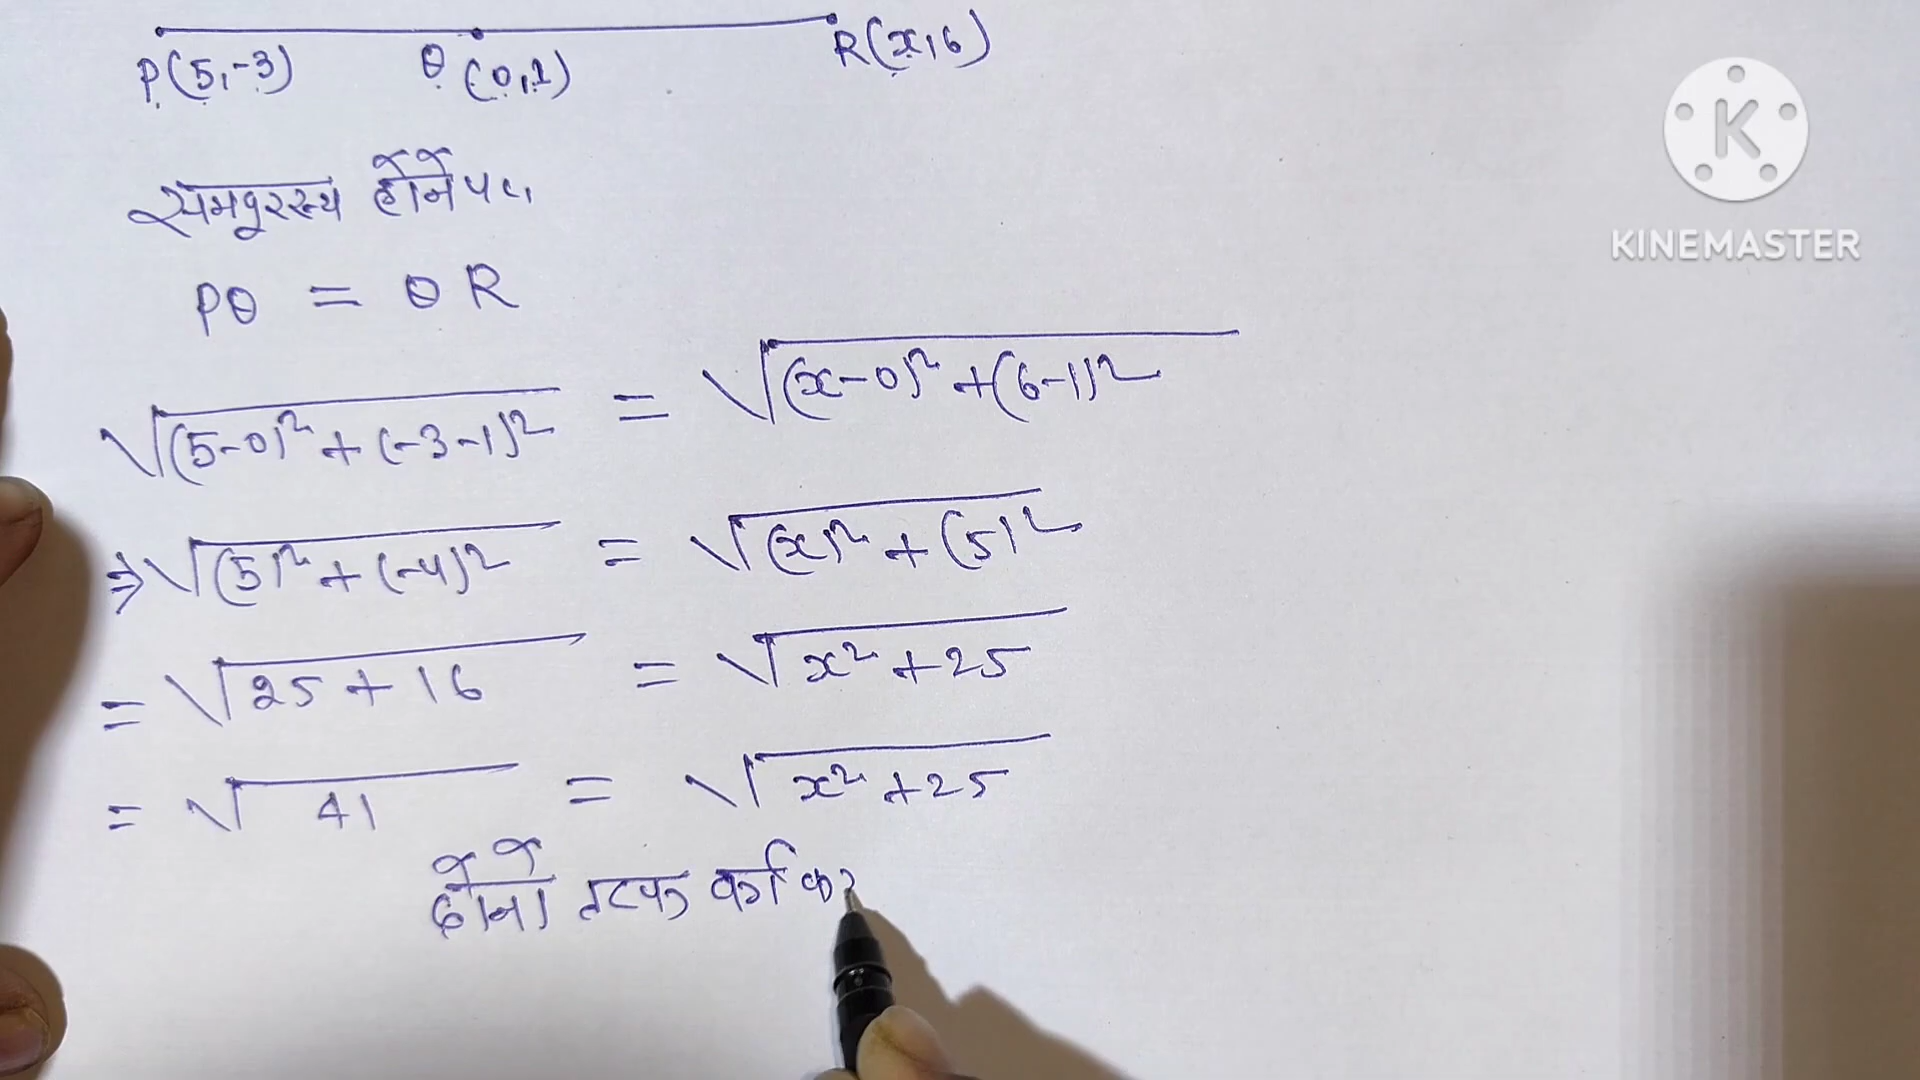 P(5,-3) Q(0,1) R(x,6)
समदूरस्थ होने पर,
PQ = QR
√(5-0)² + (-3-1)² = √(x-0)² + (6-1)²
⇒ √(5)² + (-4)² = √(x)² + (5)²
= √25 + 16 = √x² + 25
= √41 = √x² + 25
दोनों तरफ वर्ग कर
K
KINEMASTER